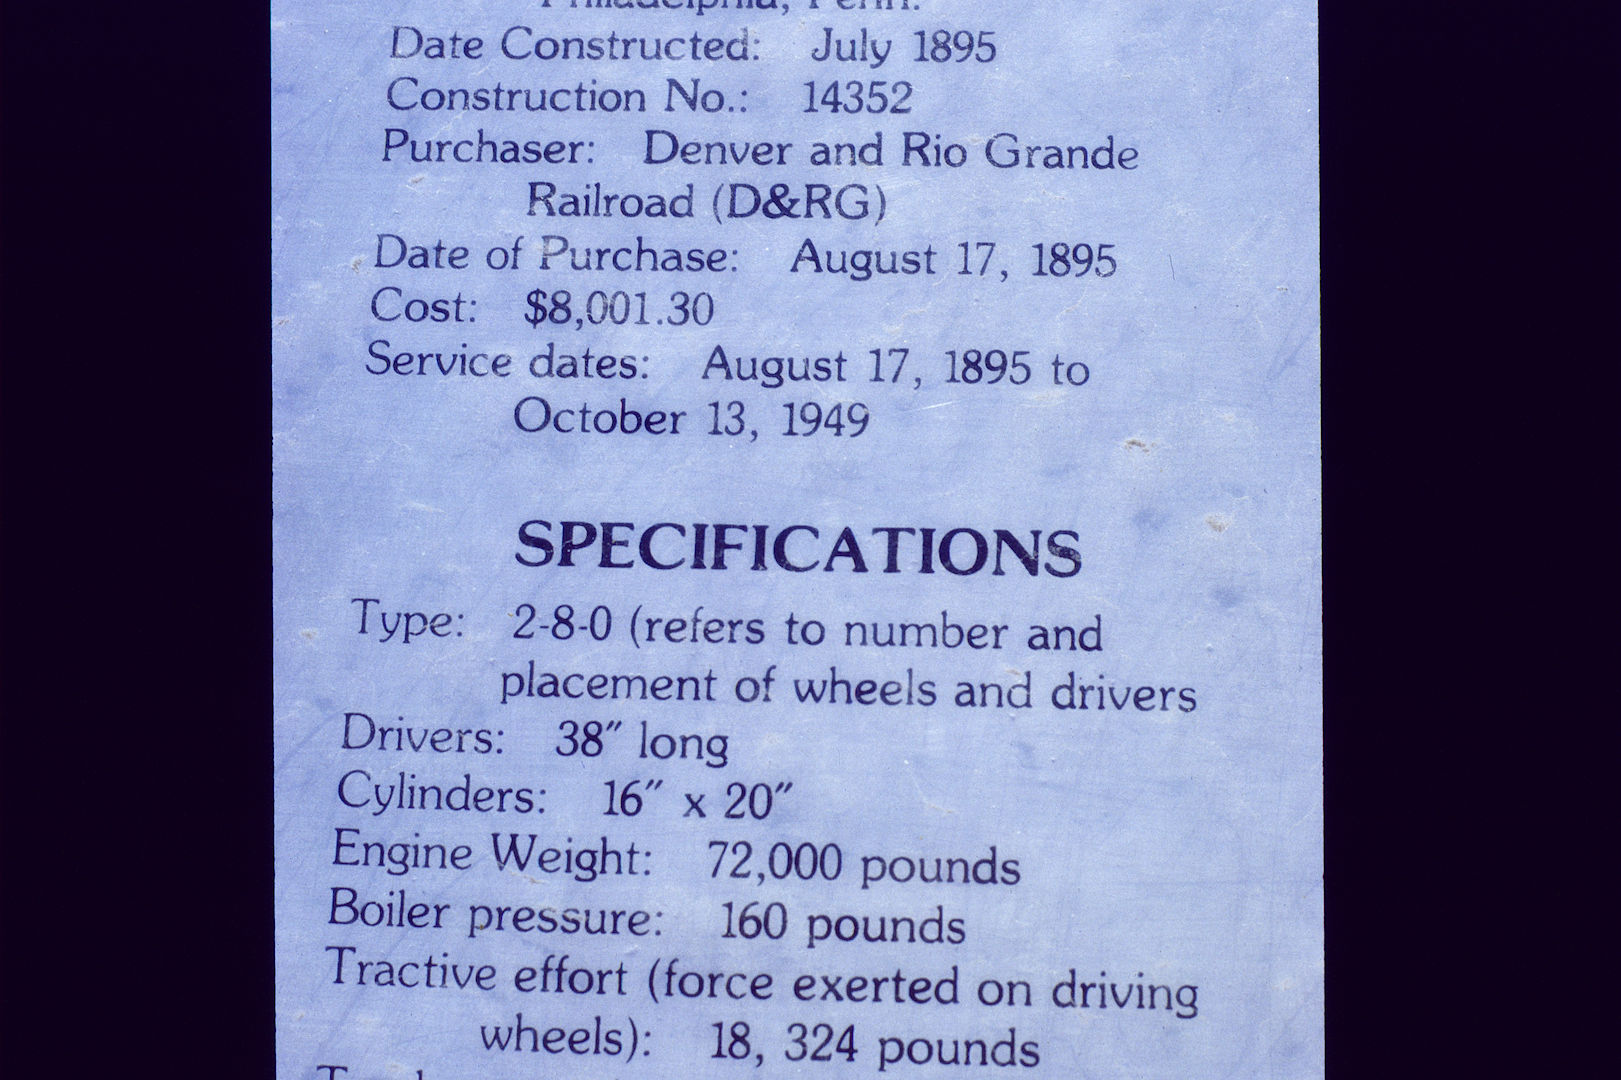 Philadelphia, Penn.
Date Constructed: July 1895
Construction No.: 14352
Purchaser: Denver and Rio Grande
Railroad (D&RG)
Date of Purchase: August 17, 1895
Cost: $8,001.30
Service dates: August 17, 1895 to
October 13, 1949
SPECIFICATIONS
Type: 2-8-0 (refers to number and
placement of wheels and drivers
Drivers: 38" long
Cylinders: 16" x 20"
Engine Weight: 72,000 pounds
Boiler pressure: 160 pounds
Tractive effort (force exerted on driving
wheels): 18, 324 pounds